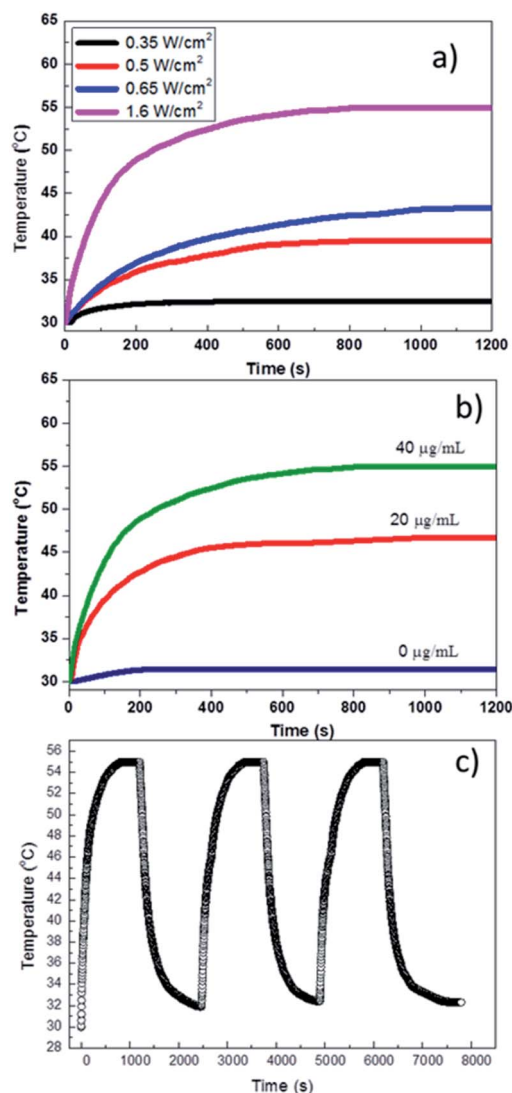 65
60
55
50
45
40
35
30
Temperature (°C)
0.35 W/cm²
0.5 W/cm²
0.65 W/cm²
1.6 W/cm²
a)
0 200 400 600 800 1000 1200
Time (s)
65
60
55
50
45
40
35
30
Temperature (°C)
b)
40 µg/mL
20 µg/mL
0 µg/mL
0 200 400 600 800 1000 1200
Time (s)
56
54
52
50
48
46
44
42
40
38
36
34
32
30
28
Temperature (°C)
c)
0 1000 2000 3000 4000 5000 6000 7000 8000
Time (s)